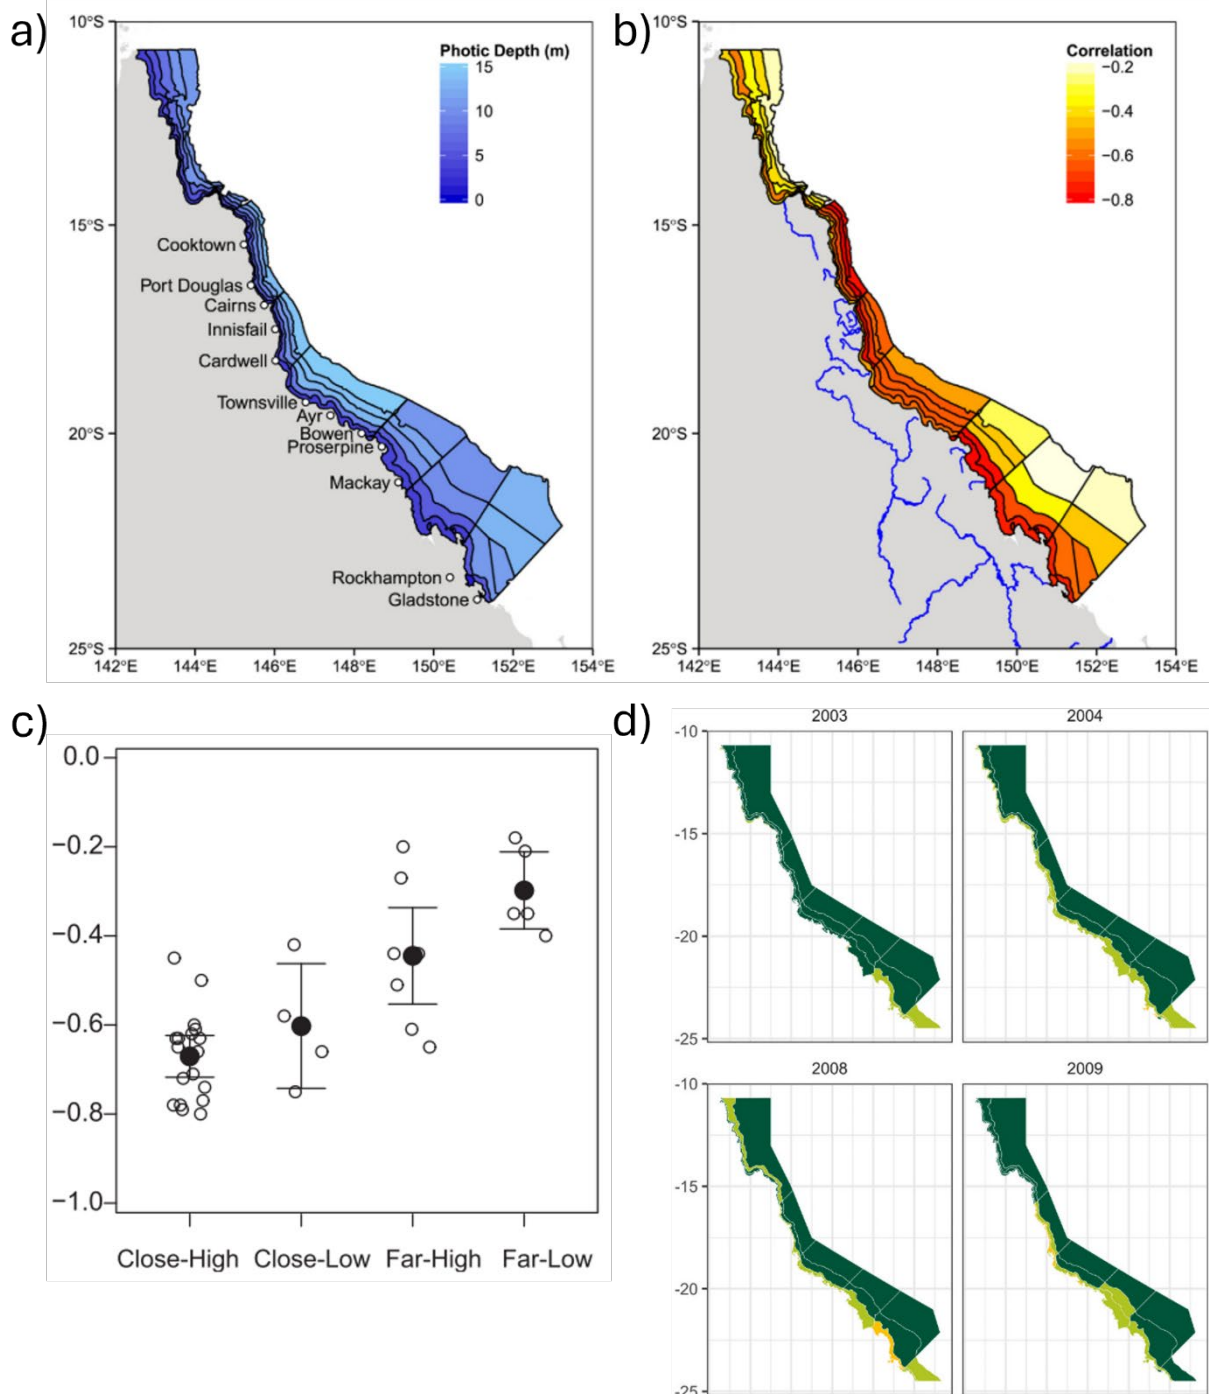 a)
10°S
15°S
20°S
25°S
142°E 144°E 146°E 148°E 150°E 152°E 154°E
Photic Depth (m)
15
10
5
0
Cooktown
Port Douglas
Cairns
Innisfail
Cardwell
Townsville
Ayr
Bowen
Proserpine
Mackay
Rockhampton
Gladstone
b)
10°S
15°S
20°S
25°S
142°E 144°E 146°E 148°E 150°E 152°E 154°E
Correlation
−0.2
−0.4
−0.6
−0.8
c)
0.0
−0.2
−0.4
−0.6
−0.8
−1.0
Close-High Close-Low Far-High Far-Low
d)
2003 2004
-10
-15
-20
-25
2008 2009
-10
-15
-20
-25